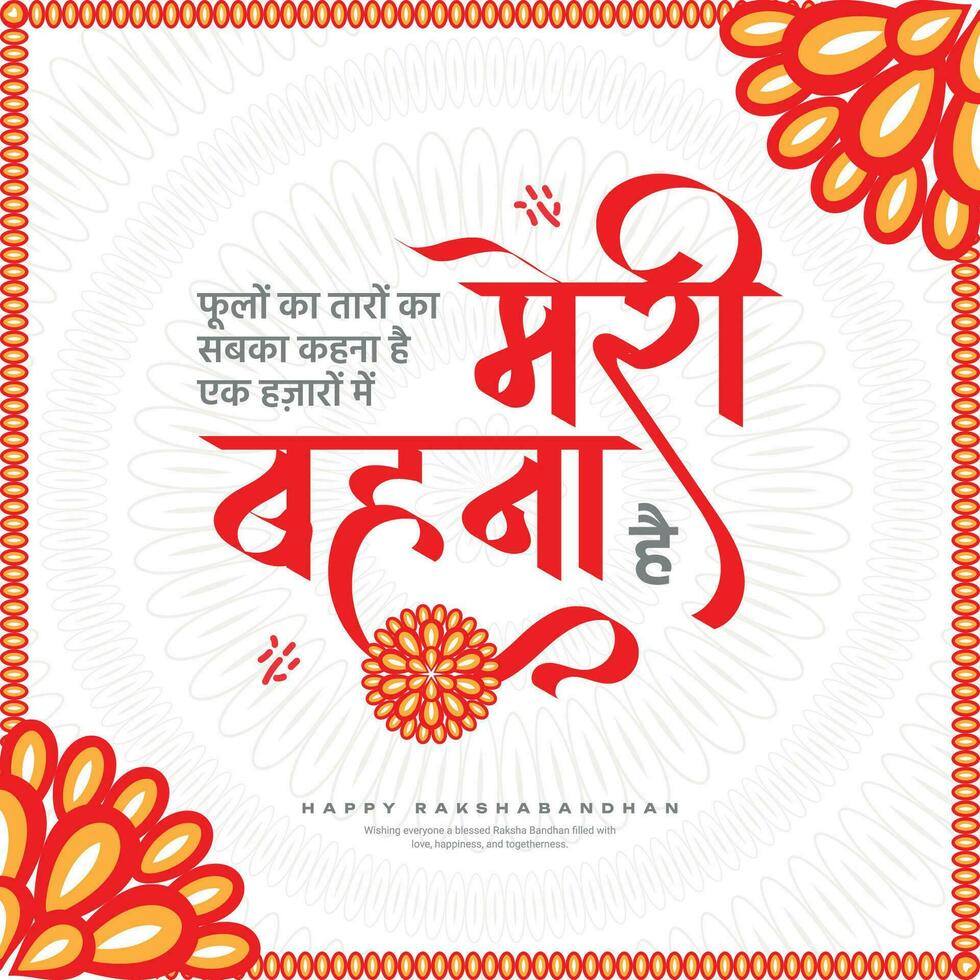 फूलों का तारों का
सबका कहना है
एक हज़ारों में
मेरी
बहना
है
HAPPY RAKSHABANDHAN
Wishing everyone a blessed Raksha Bandhan filled with
love, happiness, and togetherness.